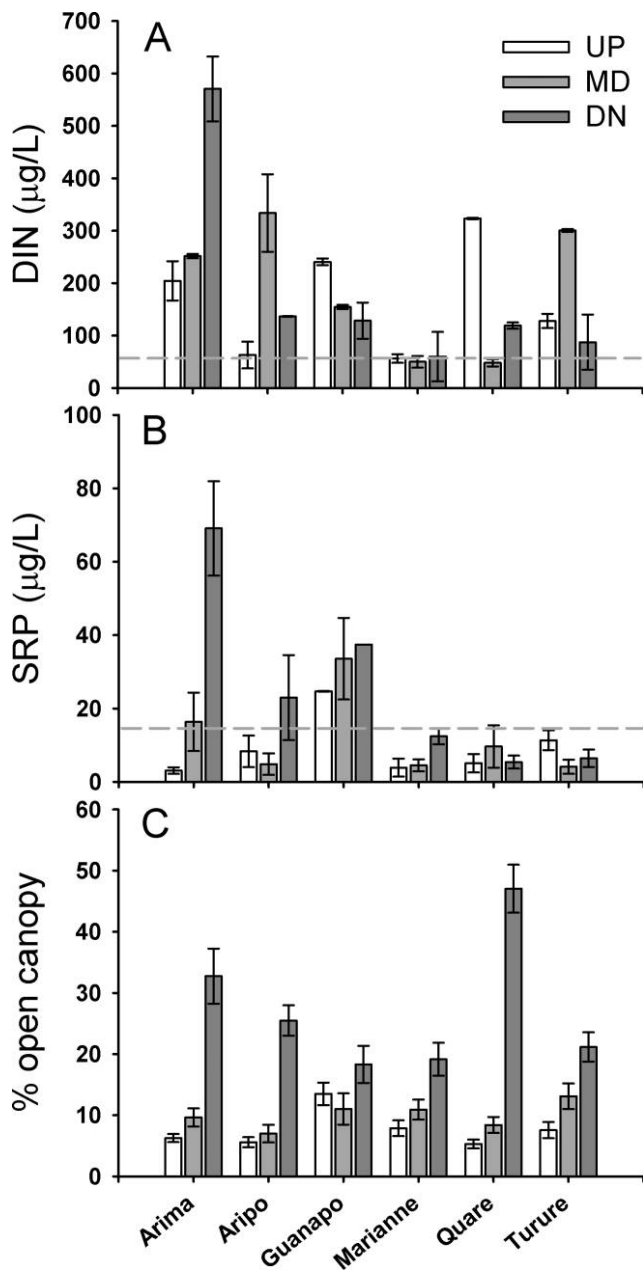 A
UP
MD
DN
DIN (µg/L)
700
600
500
400
300
200
100
0
B
SRP (µg/L)
100
80
60
40
20
0
C
% open canopy
60
50
40
30
20
10
0
Arima
Aripo
Guanapo
Marianne
Quare
Turure